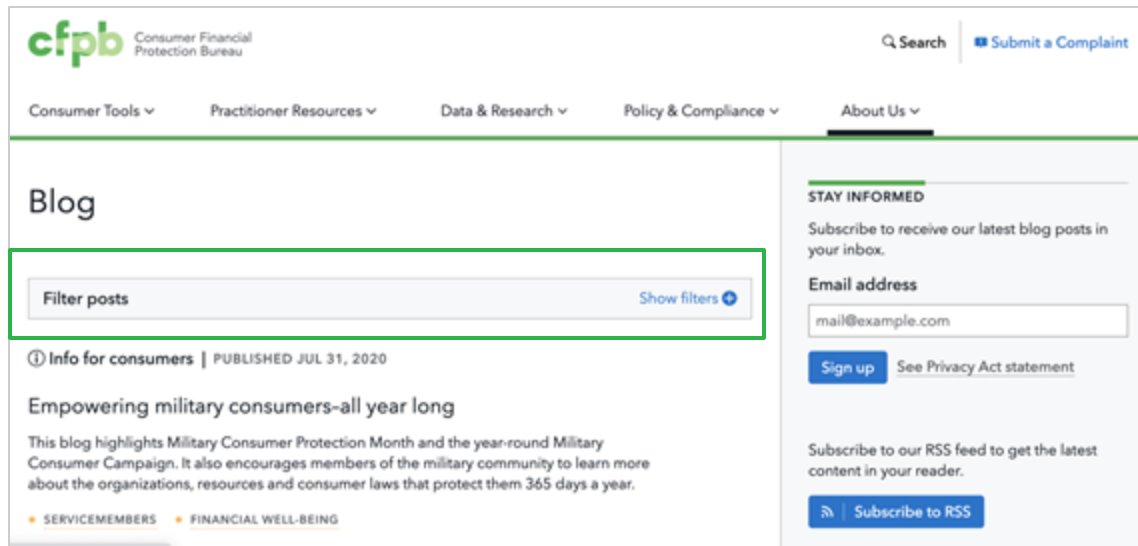 cfpb Consumer Financial
Protection Bureau
Search
Submit a Complaint
Consumer Tools
Practitioner Resources
Data & Research
Policy & Compliance
About Us
Blog
Filter posts
Show filters
Info for consumers | PUBLISHED JUL 31, 2020
Empowering military consumers–all year long
This blog highlights Military Consumer Protection Month and the year-round Military
Consumer Campaign. It also encourages members of the military community to learn more
about the organizations, resources and consumer laws that protect them 365 days a year.
• SERVICEMEMBERS • FINANCIAL WELL-BEING
STAY INFORMED
Subscribe to receive our latest blog posts in
your inbox.
Email address
mail@example.com
Sign up
See Privacy Act statement
Subscribe to our RSS feed to get the latest
content in your reader.
Subscribe to RSS